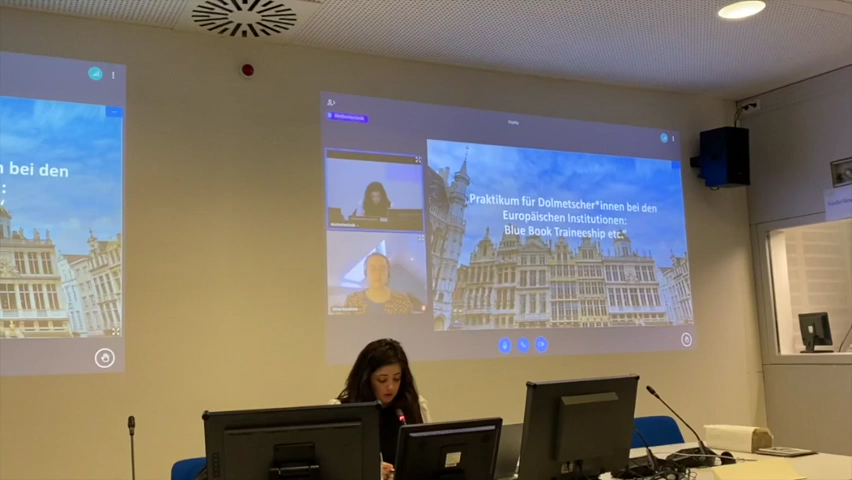 n bei den
:
„Praktikum für Dolmetscher*innen bei den
Europäischen Institutionen:
Blue Book Traineeship etc.“